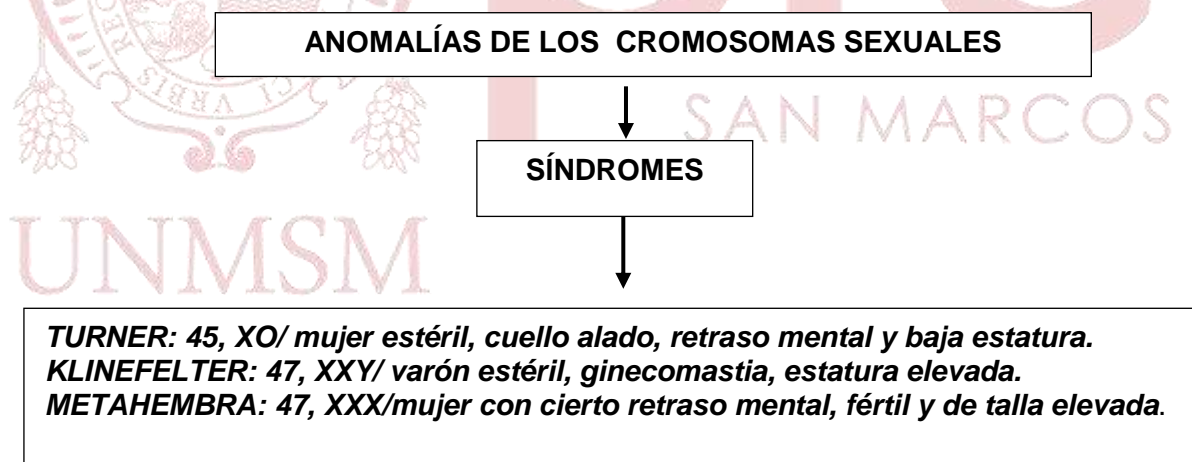 ANOMALÍAS DE LOS CROMOSOMAS SEXUALES
SAN MARCOS
SÍNDROMES
UNMSM
TURNER: 45, XO/ mujer estéril, cuello alado, retraso mental y baja estatura.
KLINEFELTER: 47, XXY/ varón estéril, ginecomastia, estatura elevada.
METAHEMBRA: 47, XXX/mujer con cierto retraso mental, fértil y de talla elevada.